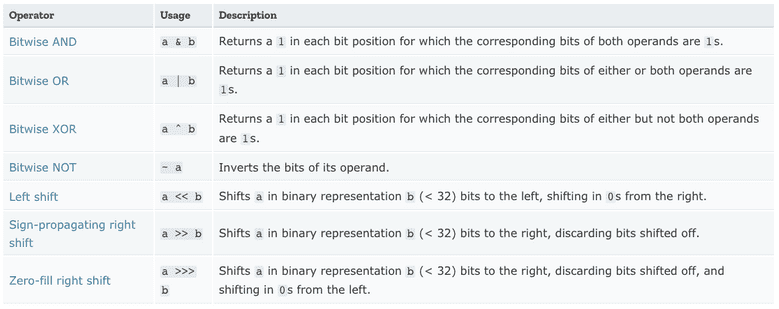 Operator Usage Description
Bitwise AND a & b Returns a 1 in each bit position for which the corresponding bits of both operands are 1s.
Bitwise OR a | b Returns a 1 in each bit position for which the corresponding bits of either or both operands are
1s.
Bitwise XOR a ^ b Returns a 1 in each bit position for which the corresponding bits of either but not both operands
are 1s.
Bitwise NOT ~ a Inverts the bits of its operand.
Left shift a << b Shifts a in binary representation b (< 32) bits to the left, shifting in 0s from the right.
Sign-propagating right
shift a >> b Shifts a in binary representation b (< 32) bits to the right, discarding bits shifted off.
Zero-fill right shift a >>>
b Shifts a in binary representation b (< 32) bits to the right, discarding bits shifted off, and
shifting in 0s from the left.